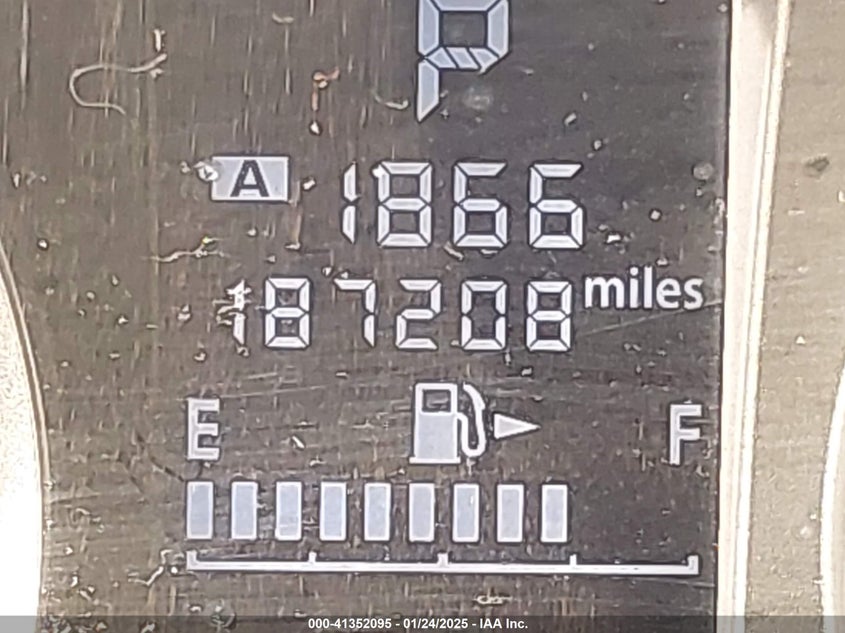 P
A 1866
187208 miles
E F
000-41352095 - 01/24/2025 - IAA Inc.